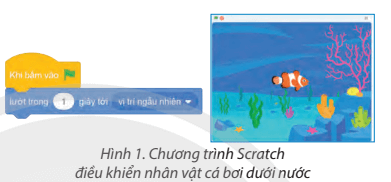 Khi bấm vào
lướt trong 1 giây tới vị trí ngẫu nhiên
Hình 1. Chương trình Scratch
điều khiển nhân vật cá bơi dưới nước